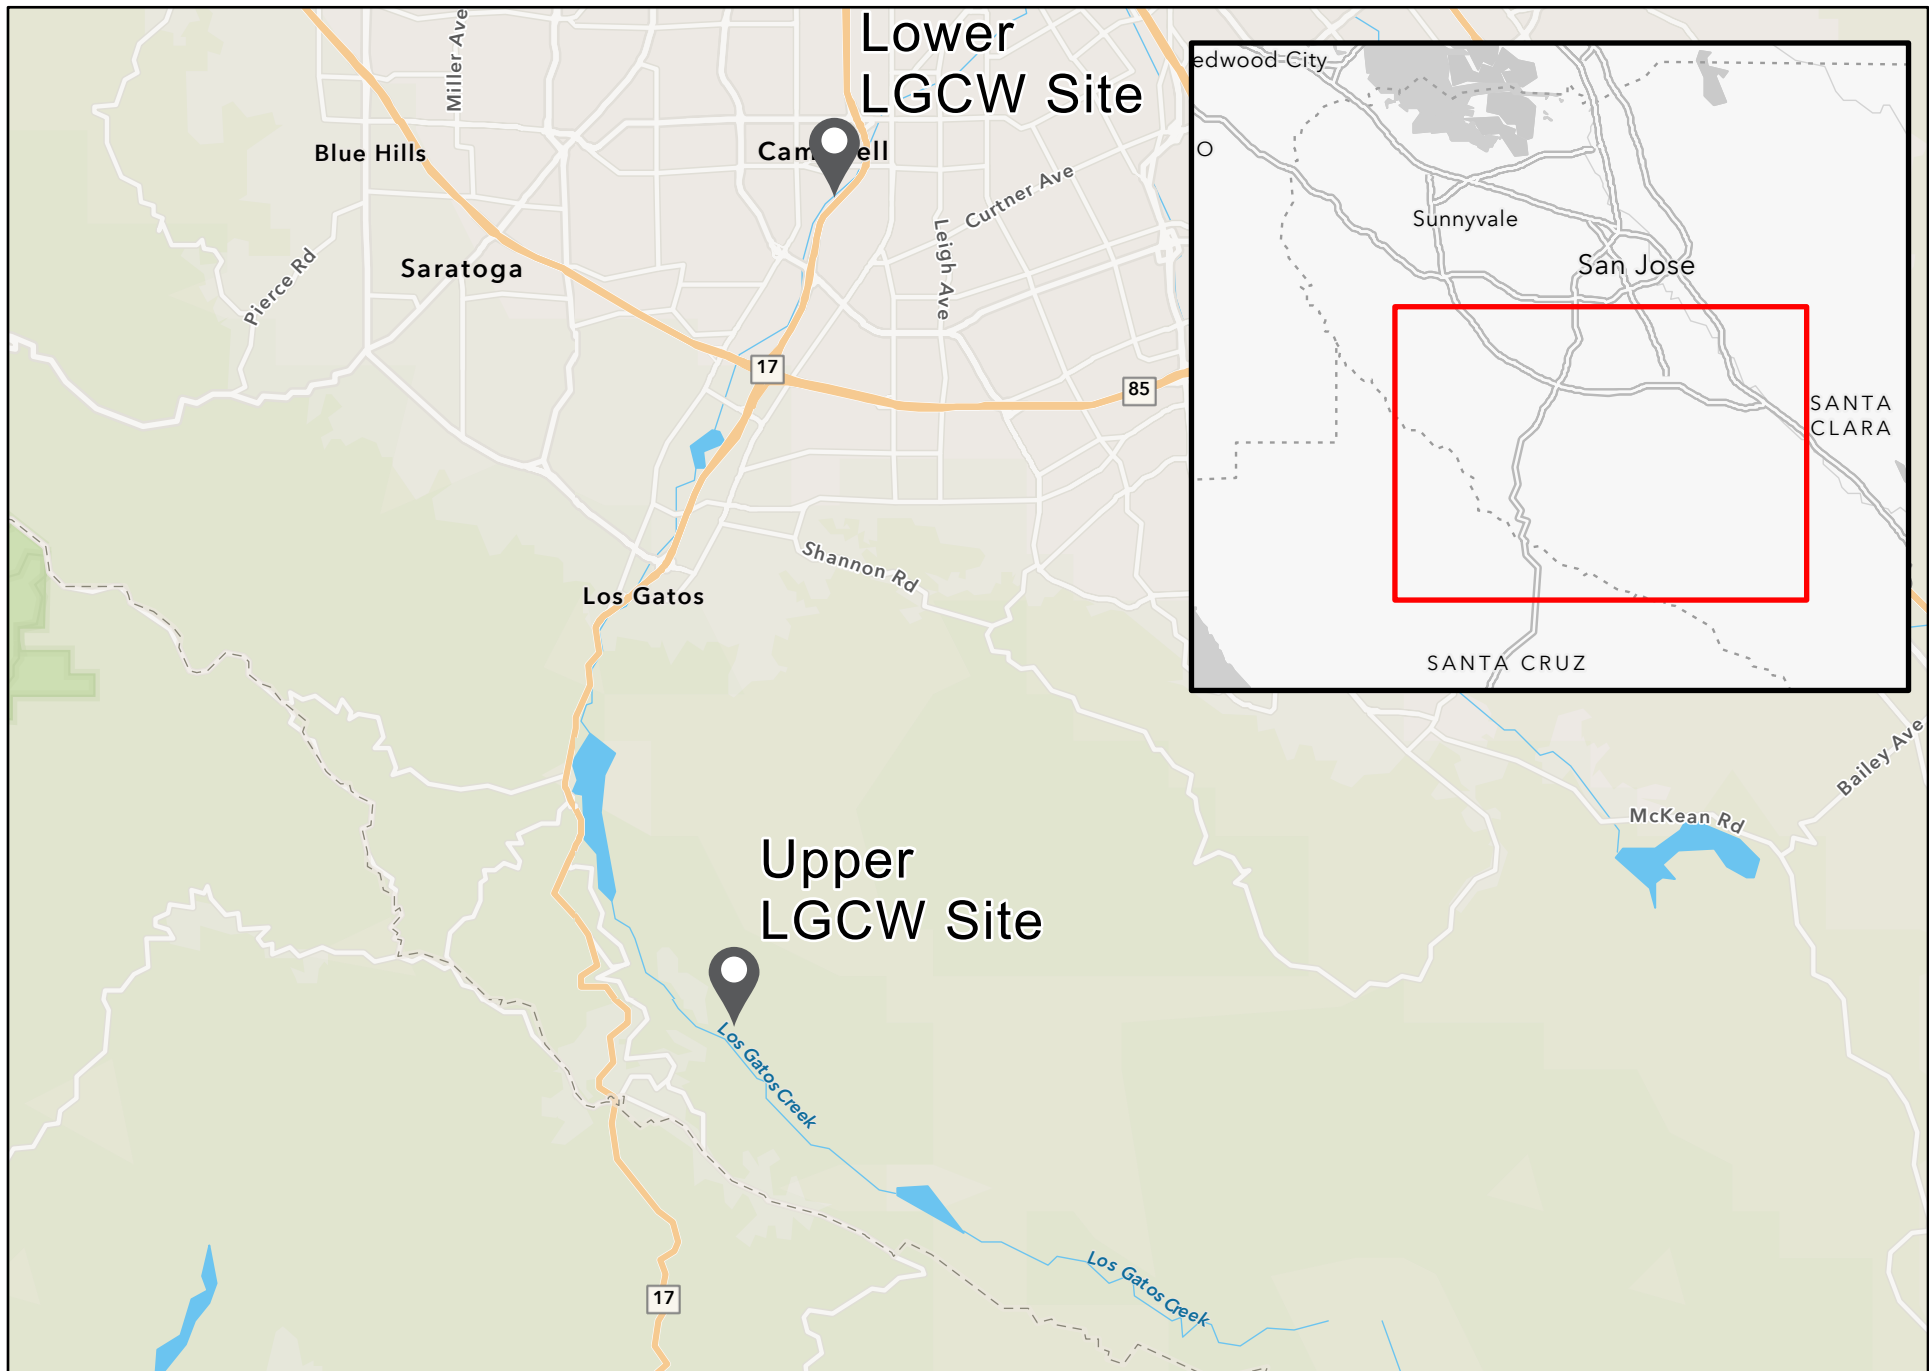 Lower
LGCW Site
Miller Ave
Blue Hills
Campbell
Curtner Ave
Leigh Ave
Saratoga
Pierce Rd
17
85
Shannon Rd
Los Gatos
edwood City
O
Sunnyvale
San Jose
SANTA
CLARA
SANTA CRUZ
Bailey Ave
McKean Rd
Upper
LGCW Site
Los Gatos Creek
Los Gatos Creek
17